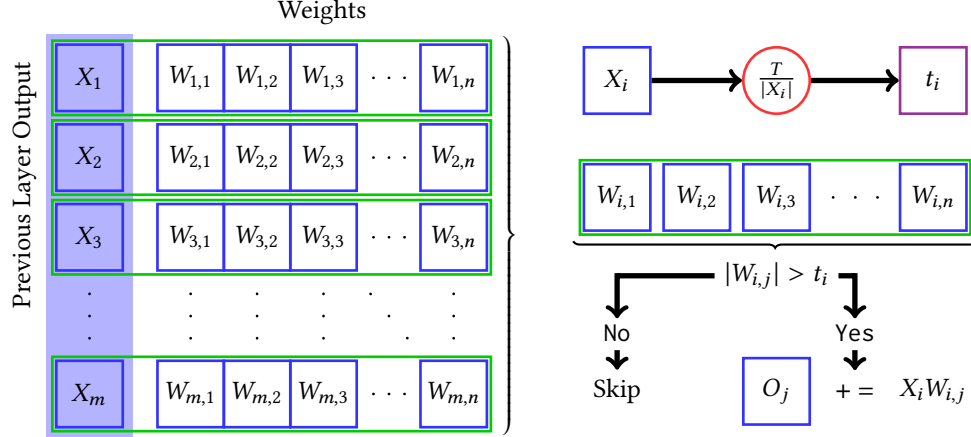 Weights
Previous Layer Output
X₁ W₁,₁ W₁,₂ W₁,₃ · · · W₁,ₙ
X₂ W₂,₁ W₂,₂ W₂,₃ · · · W₂,ₙ
X₃ W₃,₁ W₃,₂ W₃,₃ · · · W₃,ₙ
· · · · · ·
· · · · · ·
· · · · · ·
Xₘ Wₘ,₁ Wₘ,₂ Wₘ,₃ · · · Wₘ,ₙ
Xᵢ T/|Xᵢ| tᵢ
Wᵢ,₁ Wᵢ,₂ Wᵢ,₃ · · · Wᵢ,ₙ
|Wᵢ,ⱼ| > tᵢ
No Yes
Skip Oⱼ + = XᵢWᵢ,ⱼ